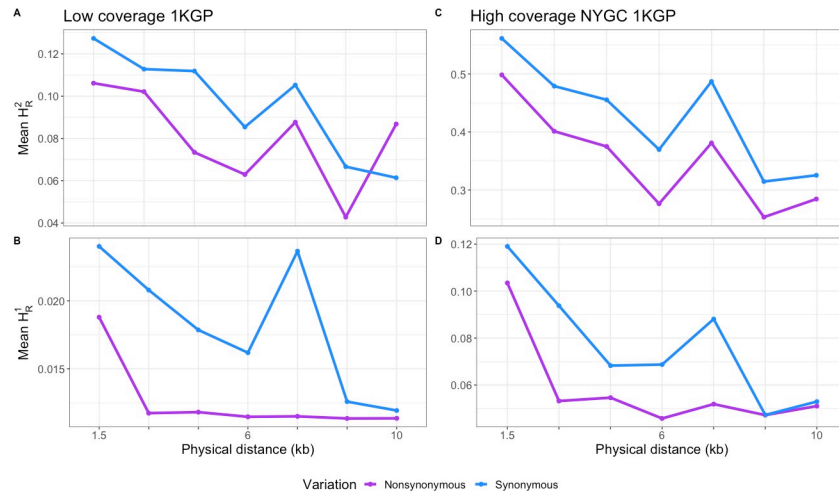 A
Low coverage 1KGP
0.12
0.10
0.08
0.06
0.04
Mean H²R
B
0.020
0.015
Mean H¹R
1.5
6
10
Physical distance (kb)
C
High coverage NYGC 1KGP
0.5
0.4
0.3
D
0.12
0.10
0.08
0.06
1.5
6
10
Physical distance (kb)
Variation Nonsynonymous Synonymous